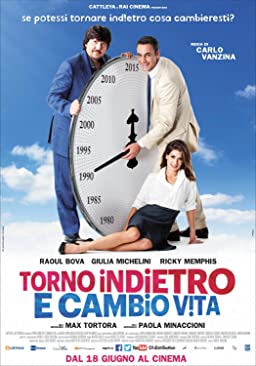 CATTLEYA e RAI CINEMA PRESENTANO
se potessi tornare indietro cosa cambieresti?
REGIA DI
CARLO
VANZINA
2015
2010
2005
2000
1995
1990
1985
1980
RAOUL BOVA GIULIA MICHELINI RICKY MEMPHIS
TORNO iNDiETRO
E CAMBiO V!TA
MAX TORTORA PAOLA MINACCIONI
DAL 18 GIUGNO AL CINEMA